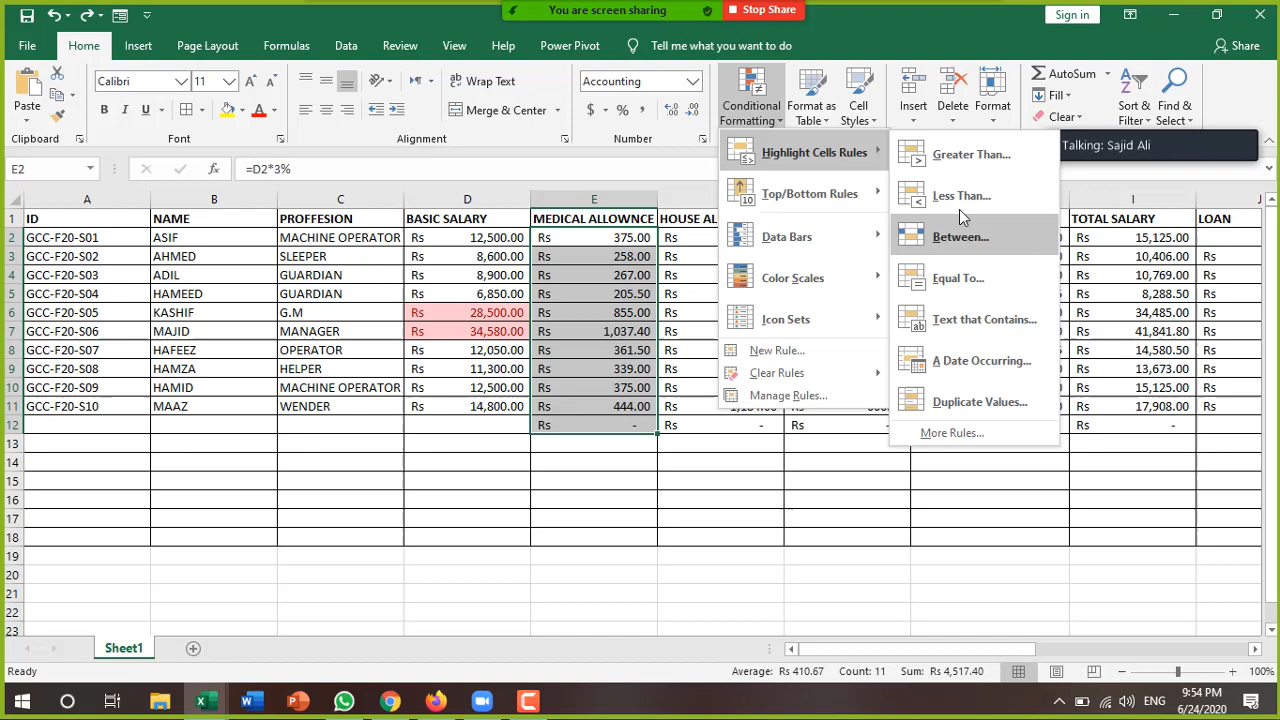 You are screen sharing
Stop Share
Sign in
File Home Insert Page Layout Formulas Data Review View Help Power Pivot Tell me what you want to do Share
Calibri 11 Wrap Text Accounting AutoSum
Paste B I U Merge & Center $ % Conditional Formatting Format as Table Cell Styles Insert Delete Format Fill Clear Sort & Filter Find & Select
Clipboard Font Alignment Number
Talking: Sajid Ali
E2 fx =D2*3%
A B C D E I J
1 ID NAME PROFFESION BASIC SALARY MEDICAL ALLOWNCE HOUSE AL TOTAL SALARY LOAN
2 GCC-F20-S01 ASIF MACHINE OPERATOR Rs 12,500.00 Rs 375.00 Rs 15,125.00 Rs
3 GCC-F20-S02 AHMED SLEEPER Rs 8,600.00 Rs 258.00 Rs Rs 10,406.00 Rs
4 GCC-F20-S03 ADIL GUARDIAN Rs 8,900.00 Rs 267.00 Rs Rs 10,769.00 Rs
5 GCC-F20-S04 HAMEED GUARDIAN Rs 6,850.00 Rs 205.50 Rs Rs 8,288.50 Rs
6 GCC-F20-S05 KASHIF G.M Rs 28,500.00 Rs 855.00 Rs Rs 34,485.00 Rs
7 GCC-F20-S06 MAJID MANAGER Rs 34,580.00 Rs 1,037.40 Rs Rs 41,841.80 Rs
8 GCC-F20-S07 HAFEEZ OPERATOR Rs 12,050.00 Rs 361.50 Rs Rs 14,580.50 Rs
9 GCC-F20-S08 HAMZA HELPER Rs 11,300.00 Rs 339.00 Rs Rs 13,673.00 Rs
10 GCC-F20-S09 HAMID MACHINE OPERATOR Rs 12,500.00 Rs 375.00 Rs Rs 15,125.00 Rs
11 GCC-F20-S10 MAAZ WENDER Rs 14,800.00 Rs 444.00 Rs Rs 17,908.00 Rs
12 Rs - Rs - Rs - Rs -
13
14
15
16
17
18
19
20
21
22
23
Highlight Cells Rules
Top/Bottom Rules
Data Bars
Color Scales
Icon Sets
New Rule...
Clear Rules
Manage Rules...
Greater Than...
Less Than...
Between...
Equal To...
Text that Contains...
A Date Occurring...
Duplicate Values...
More Rules...
Sheet1
Ready Average: Rs 410.67 Count: 11 Sum: Rs 4,517.40 100%
ENG 9:54 PM
6/24/2020